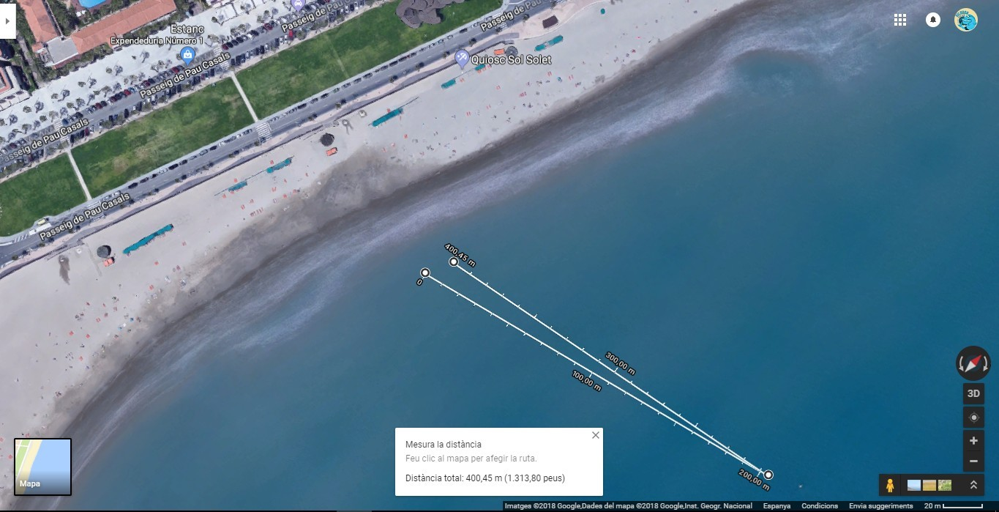 Passeig de Pau
Passeig de Pau
Estanc
Expendeduria Número 1
Quiosc Sol Solet
Passeig de Pau Casals
asseig de Pau Casals
Passeig de Pau Casals
400,45 m
0
300,00 m
100,00 m
200,00 m
3D
Mesura la distància
Feu clic al mapa per afegir la ruta.
Distància total: 400,45 m (1.313,80 peus)
Mapa
Imatges ©2018 Google,Dades del mapa ©2018 Google,Inst. Geogr. Nacional Espanya Condicions Envia suggeriments 20 m